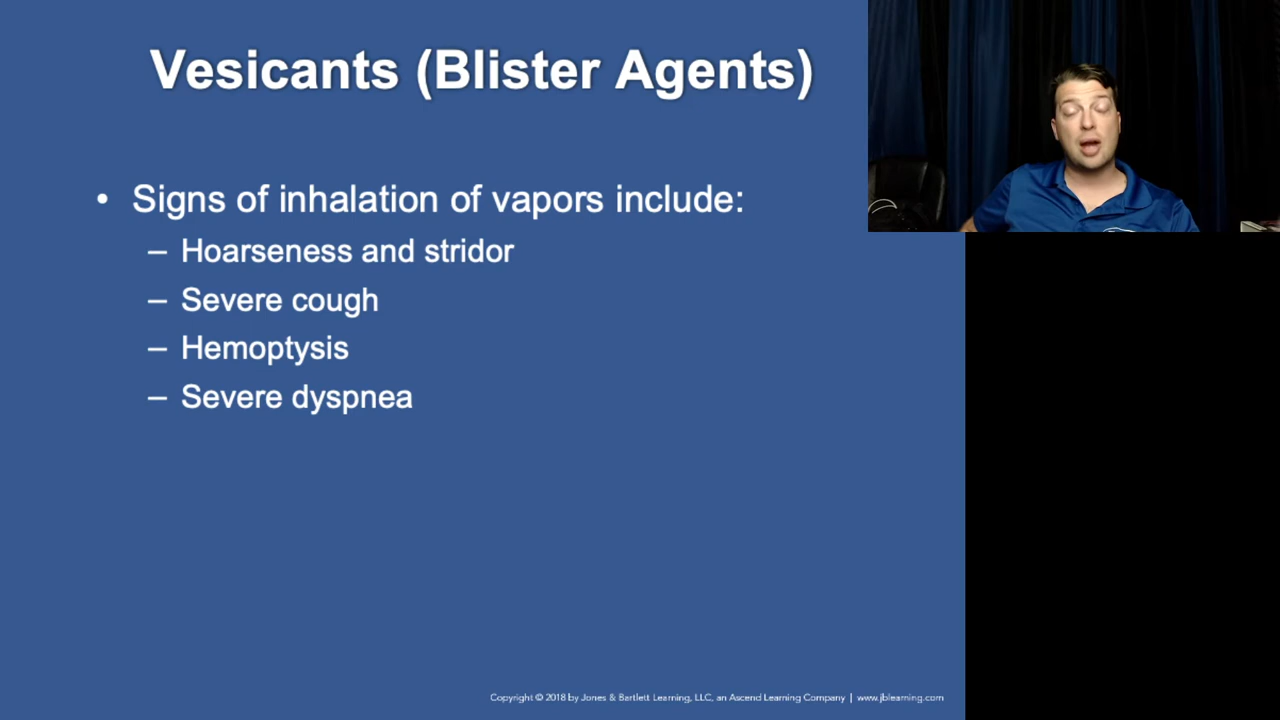 Vesicants (Blister Agents)
• Signs of inhalation of vapors include:
– Hoarseness and stridor
– Severe cough
– Hemoptysis
– Severe dyspnea
Copyright © 2018 by Jones & Bartlett Learning, LLC, an Ascend Learning Company | www.jblearning.com